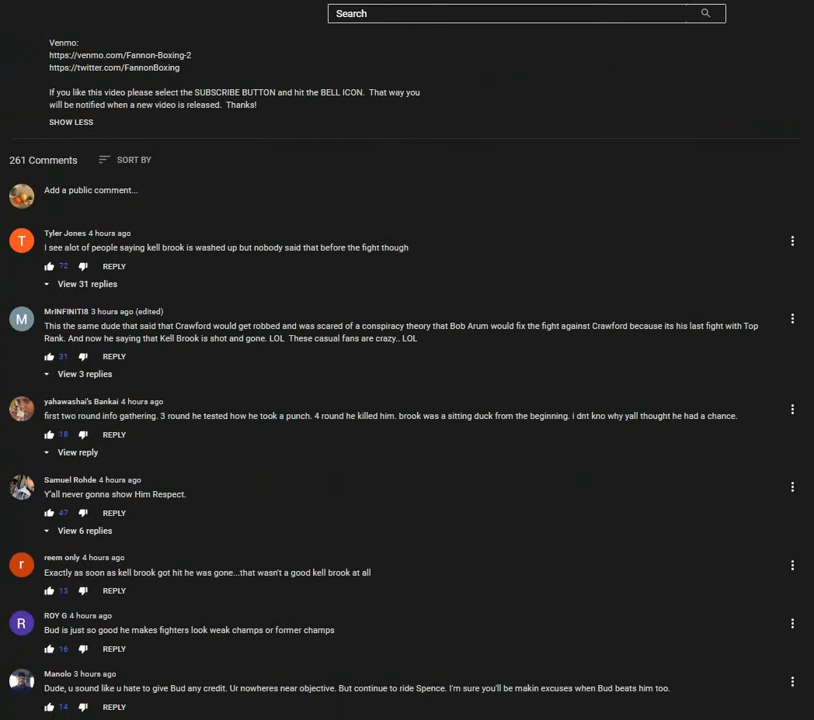 Search
Venmo:
https://venmo.com/Fannon-Boxing-2
https://twitter.com/FannonBoxing
If you like this video please select the SUBSCRIBE BUTTON and hit the BELL ICON. That way you
will be notified when a new video is released. Thanks!
SHOW LESS
261 Comments SORT BY
Add a public comment...
T
Tyler Jones 4 hours ago
I see alot of people saying kell brook is washed up but nobody said that before the fight though
72 REPLY
View 31 replies
M
MrINFINITI8 3 hours ago (edited)
This the same dude that said that Crawford would get robbed and was scared of a conspiracy theory that Bob Arum would fix the fight against Crawford because its his last fight with Top
Rank. And now he saying that Kell Brook is shot and gone. LOL These casual fans are crazy.. LOL
31 REPLY
View 3 replies
yahawashai's Bankai 4 hours ago
first two round info gathering. 3 round he tested how he took a punch. 4 round he killed him. brook was a sitting duck from the beginning. i dnt kno why yall thought he had a chance.
18 REPLY
View reply
Samuel Rohde 4 hours ago
Y'all never gonna show Him Respect.
47 REPLY
View 6 replies
r
reem only 4 hours ago
Exactly as soon as kell brook got hit he was gone...that wasn't a good kell brook at all
13 REPLY
R
ROY G 4 hours ago
Bud is just so good he makes fighters look weak champs or former champs
16 REPLY
Manolo 3 hours ago
Dude, u sound like u hate to give Bud any credit. Ur nowheres near objective. But continue to ride Spence. I'm sure you'll be makin excuses when Bud beats him too.
14 REPLY